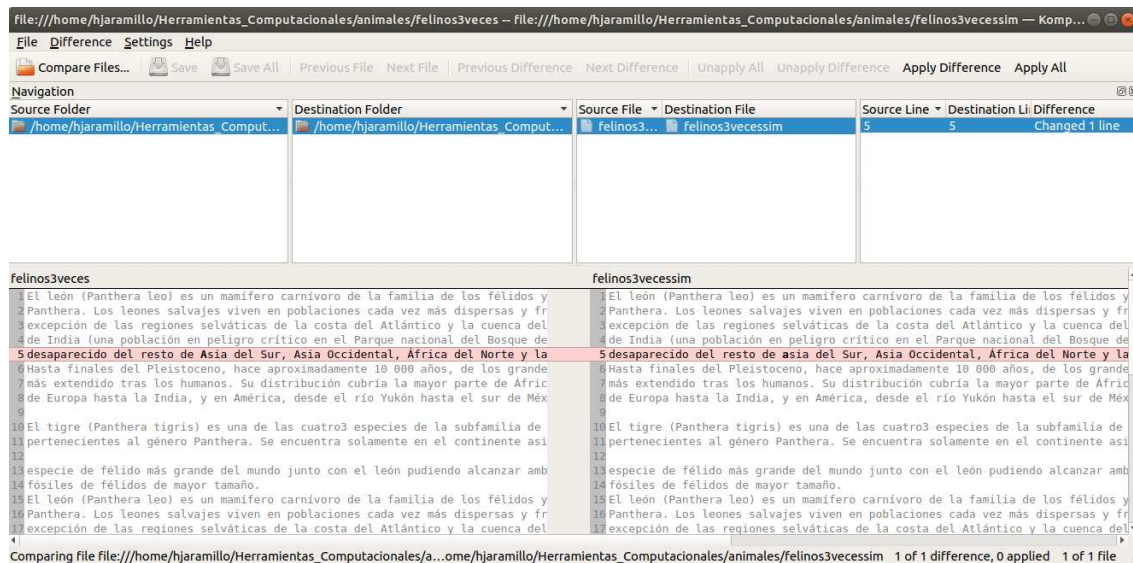 file:///home/hjaramillo/Herramientas_Computacionales/animales/felinos3veces -- file:///home/hjaramillo/Herramientas_Computacionales/animales/felinos3vecessim — Komp...
File Difference Settings Help
Compare Files... Save Save All Previous File Next File Previous Difference Next Difference Unapply All Unapply Difference Apply Difference Apply All
Navigation
Source Folder Destination Folder Source File Destination File Source Line Destination Li Difference
/home/hjaramillo/Herramientas_Comput... /home/hjaramillo/Herramientas_Comput... felinos3... felinos3vecessim 5 5 Changed 1 line
felinos3veces felinos3vecessim
1 El león (Panthera leo) es un mamífero carnívoro de la familia de los félidos y 1 El león (Panthera leo) es un mamífero carnívoro de la familia de los félidos y
2 Panthera. Los leones salvajes viven en poblaciones cada vez más dispersas y fr 2 Panthera. Los leones salvajes viven en poblaciones cada vez más dispersas y fr
3 excepción de las regiones selváticas de la costa del Atlántico y la cuenca del 3 excepción de las regiones selváticas de la costa del Atlántico y la cuenca del
4 de India (una población en peligro crítico en el Parque nacional del Bosque de 4 de India (una población en peligro crítico en el Parque nacional del Bosque de
5 desaparecido del resto de Asia del Sur, Asia Occidental, África del Norte y la 5 desaparecido del resto de asia del Sur, Asia Occidental, África del Norte y la
6 Hasta finales del Pleistoceno, hace aproximadamente 10 000 años, de los grande 6 Hasta finales del Pleistoceno, hace aproximadamente 10 000 años, de los grande
7 más extendido tras los humanos. Su distribución cubría la mayor parte de Áfric 7 más extendido tras los humanos. Su distribución cubría la mayor parte de Áfric
8 de Europa hasta la India, y en América, desde el río Yukón hasta el sur de Méx 8 de Europa hasta la India, y en América, desde el río Yukón hasta el sur de Méx
9 9
10 El tigre (Panthera tigris) es una de las cuatro3 especies de la subfamilia de 10 El tigre (Panthera tigris) es una de las cuatro3 especies de la subfamilia de
11 pertenecientes al género Panthera. Se encuentra solamente en el continente asi 11 pertenecientes al género Panthera. Se encuentra solamente en el continente asi
12 12
13 especie de félido más grande del mundo junto con el león pudiendo alcanzar amb 13 especie de félido más grande del mundo junto con el león pudiendo alcanzar amb
14 fósiles de félidos de mayor tamaño. 14 fósiles de félidos de mayor tamaño.
15 El león (Panthera leo) es un mamífero carnívoro de la familia de los félidos y 15 El león (Panthera leo) es un mamífero carnívoro de la familia de los félidos y
16 Panthera. Los leones salvajes viven en poblaciones cada vez más dispersas y fr 16 Panthera. Los leones salvajes viven en poblaciones cada vez más dispersas y fr
17 excepción de las regiones selváticas de la costa del Atlántico y la cuenca del 17 excepción de las regiones selváticas de la costa del Atlántico y la cuenca del
Comparing file file:///home/hjaramillo/Herramientas_Computacionales/a...ome/hjaramillo/Herramientas_Computacionales/animales/felinos3vecessim 1 of 1 difference, 0 applied 1 of 1 file